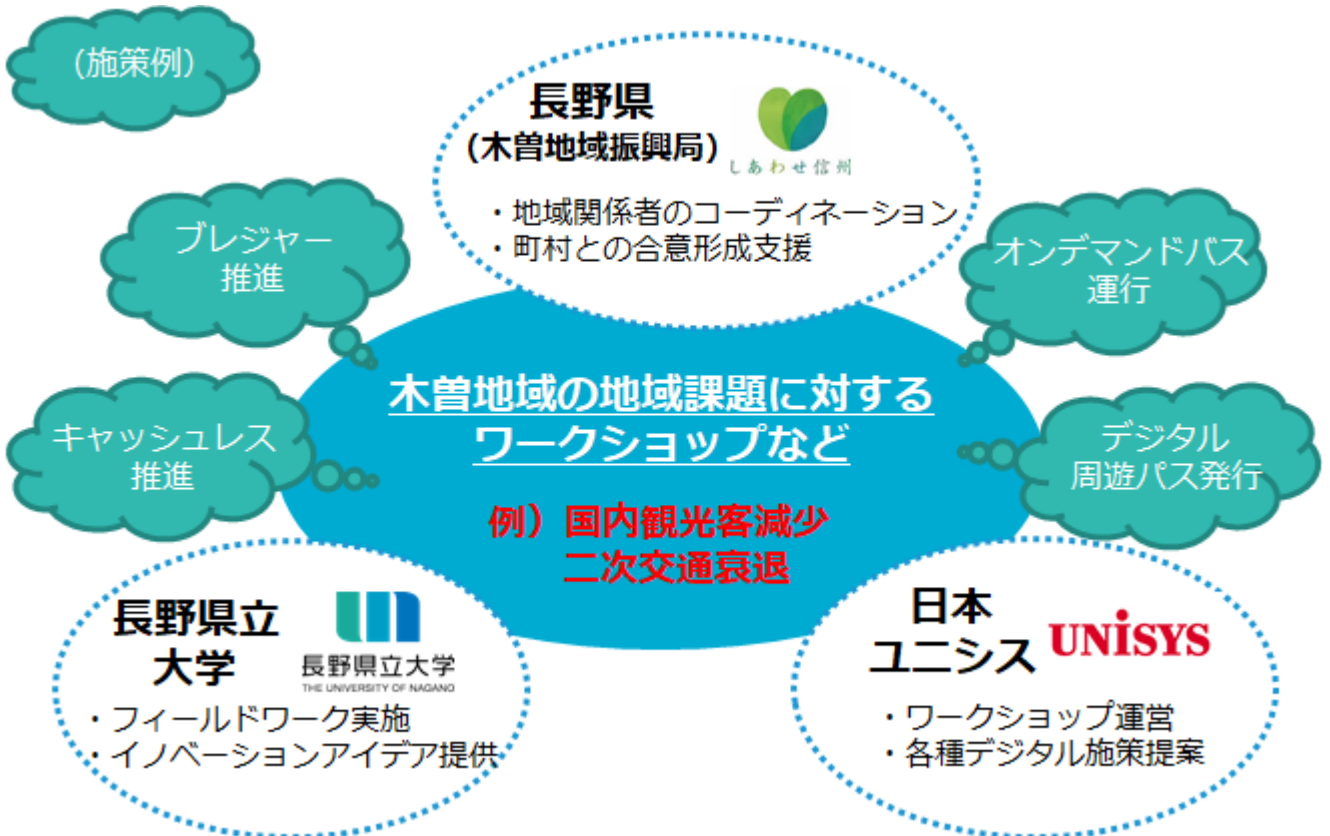 (施策例)
長野県
(木曽地域振興局)
しあわせ信州
・地域関係者のコーディネーション
・町村との合意形成支援
ブレジャー
推進
オンデマンドバス
運行
木曽地域の地域課題に対する
ワークショップなど
キャッシュレス
推進
デジタル
周遊パス発行
例）国内観光客減少
二次交通衰退
長野県立
大学
長野県立大学
THE UNIVERSITY OF NAGANO
・フィールドワーク実施
・イノベーションアイデア提供
日本
ユニシス
UNiSYS
・ワークショップ運営
・各種デジタル施策提案